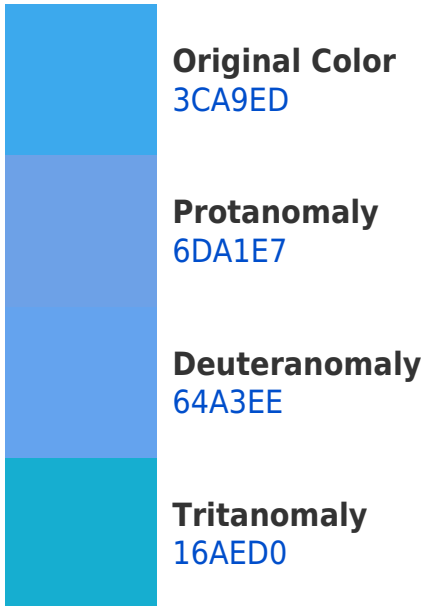 Original Color
3CA9ED
Protanomaly
6DA1E7
Deuteranomaly
64A3EE
Tritanomaly
16AED0